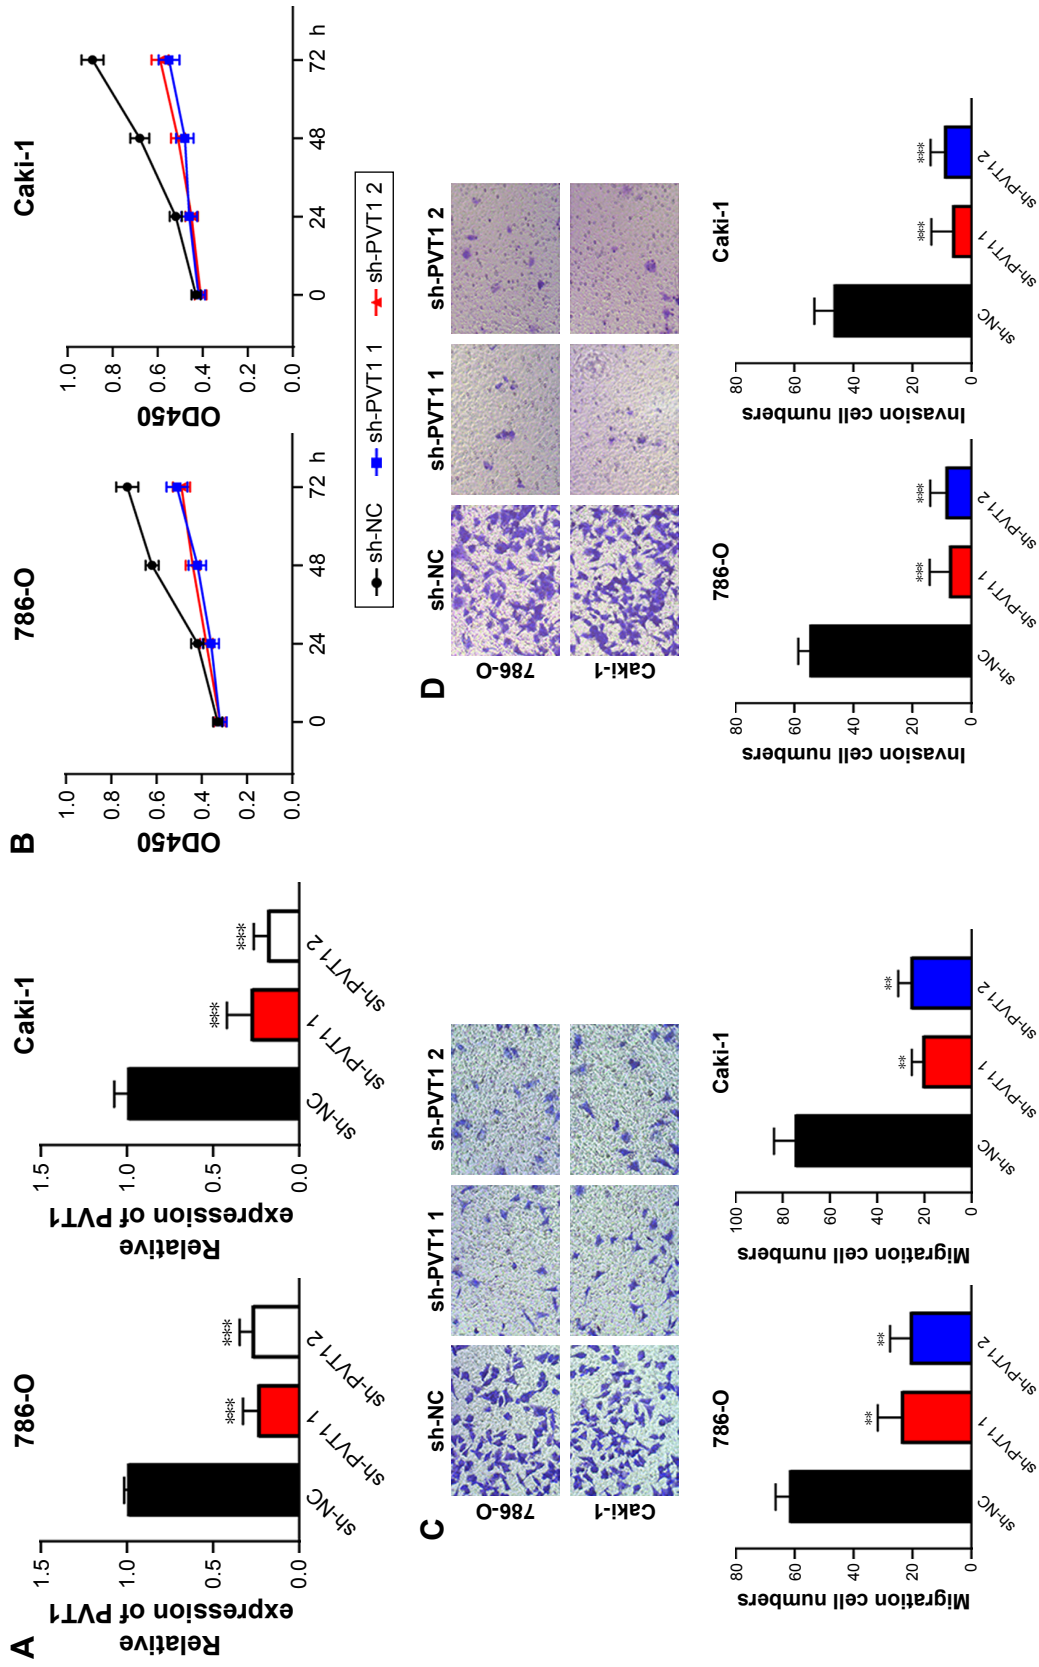 A
786-O
Relative
expression of PVT1
1.5
1.0
0.5
0.0
***
***
sh-NC
sh-PVT1 1
sh-PVT1 2
Caki-1
Relative
expression of PVT1
1.5
1.0
0.5
0.0
***
***
sh-NC
sh-PVT1 1
sh-PVT1 2
B
786-O
OD450
1.0
0.8
0.6
0.4
0.2
0.0
0 24 48 72 h
Caki-1
OD450
1.0
0.8
0.6
0.4
0.2
0.0
0 24 48 72 h
sh-NC sh-PVT1 1 sh-PVT1 2
C
sh-NC sh-PVT1 1 sh-PVT1 2
786-O
Caki-1
786-O
Migration cell numbers
80
60
40
20
0
**
**
sh-NC
sh-PVT1 1
sh-PVT1 2
Caki-1
Migration cell numbers
100
80
60
40
20
0
**
**
sh-NC
sh-PVT1 1
sh-PVT1 2
D
sh-NC sh-PVT1 1 sh-PVT1 2
786-O
Caki-1
786-O
Invasion cell numbers
80
60
40
20
0
***
***
sh-NC
sh-PVT1 1
sh-PVT1 2
Caki-1
Invasion cell numbers
80
60
40
20
0
***
***
sh-NC
sh-PVT1 1
sh-PVT1 2